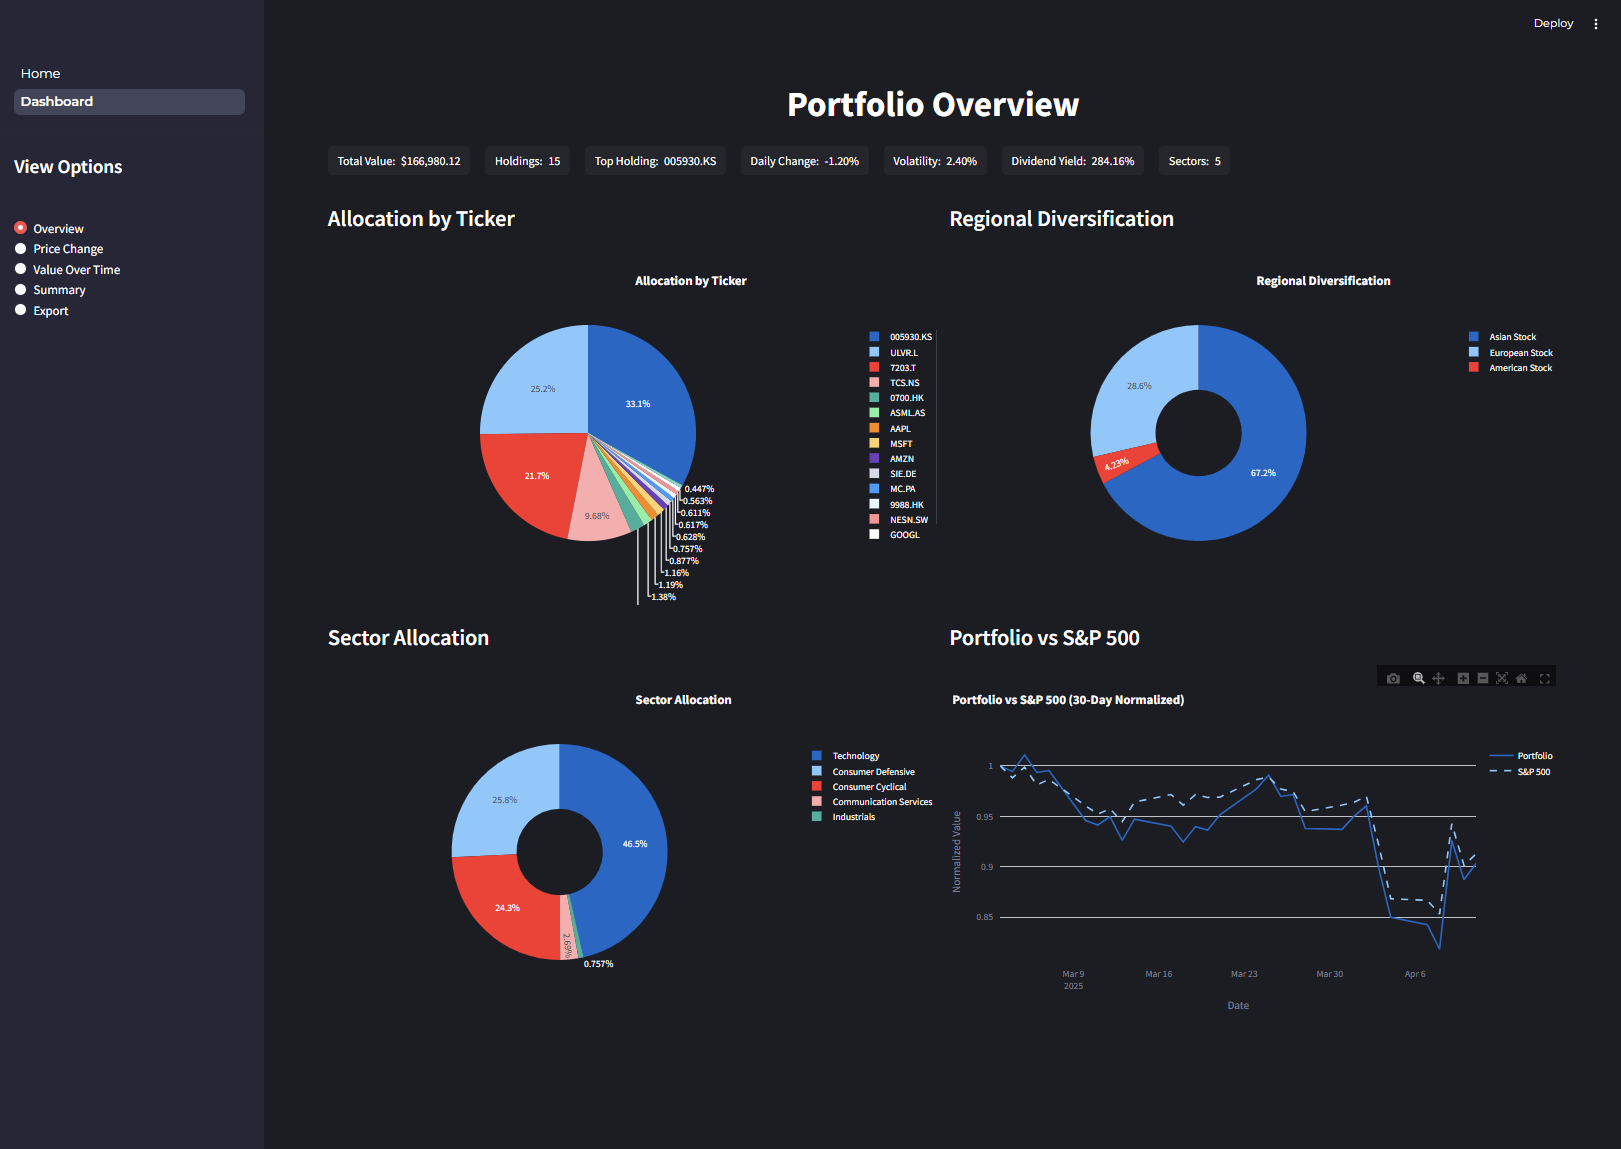 Deploy
Home
Dashboard
View Options
Overview
Price Change
Value Over Time
Summary
Export
Portfolio Overview
Total Value: $166,980.12
Holdings: 15
Top Holding: 005930.KS
Daily Change: -1.20%
Volatility: 2.40%
Dividend Yield: 284.16%
Sectors: 5
Allocation by Ticker
Allocation by Ticker
25.2%
33.1%
21.7%
9.68%
0.447%
0.563%
0.611%
0.617%
0.628%
0.757%
0.877%
1.16%
1.19%
1.38%
005930.KS
ULVR.L
7203.T
TCS.NS
0700.HK
ASML.AS
AAPL
MSFT
AMZN
SIE.DE
MC.PA
9988.HK
NESN.SW
GOOGL
Regional Diversification
Regional Diversification
28.6%
4.23%
67.2%
Asian Stock
European Stock
American Stock
Sector Allocation
Sector Allocation
25.8%
46.5%
24.3%
2.69%
0.757%
Technology
Consumer Defensive
Consumer Cyclical
Communication Services
Industrials
Portfolio vs S&P 500
Portfolio vs S&P 500 (30-Day Normalized)
Portfolio
S&P 500
Normalized Value
1
0.95
0.9
0.85
Mar 9
2025
Mar 16
Mar 23
Mar 30
Apr 6
Date